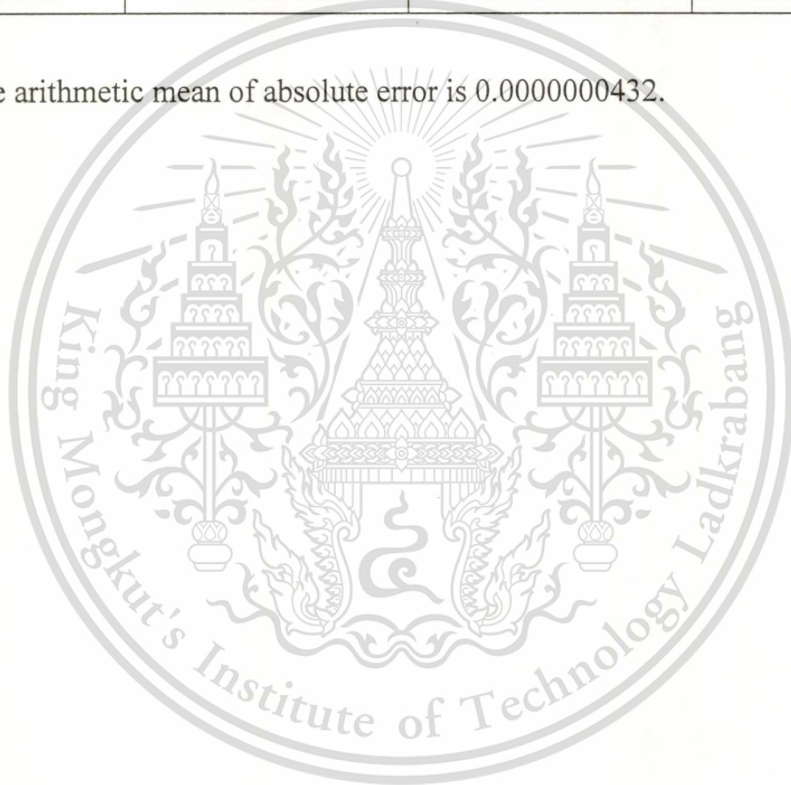 e arithmetic mean of absolute error is 0.0000000432.
King Mongkut's Institute of Technology Ladkrabang